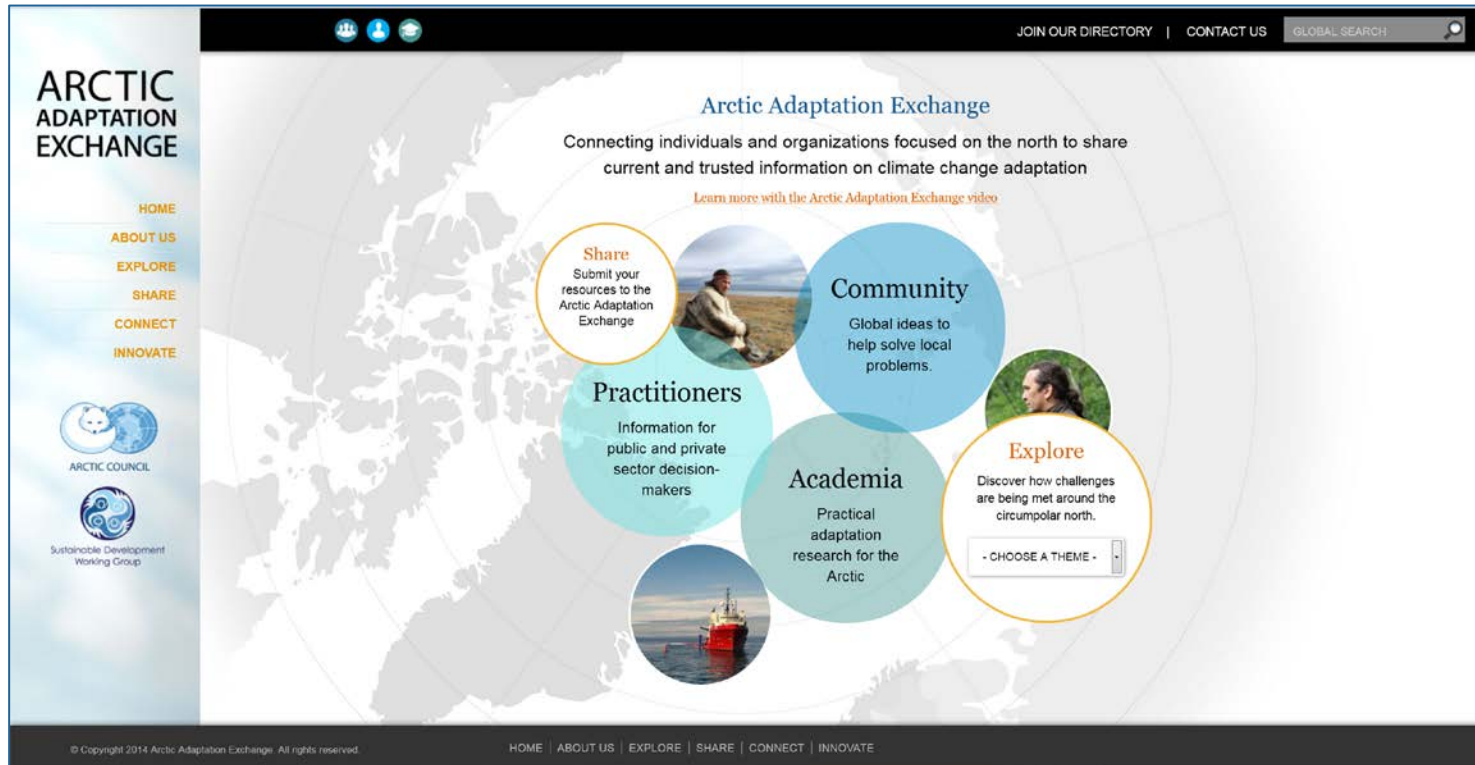 JOIN OUR DIRECTORY | CONTACT US GLOBAL SEARCH
ARCTIC
ADAPTATION
EXCHANGE
HOME
ABOUT US
EXPLORE
SHARE
CONNECT
INNOVATE
ARCTIC COUNCIL
Sustainable Development
Working Group
Arctic Adaptation Exchange
Connecting individuals and organizations focused on the north to share
current and trusted information on climate change adaptation
Learn more with the Arctic Adaptation Exchange video
Share
Submit your
resources to the
Arctic Adaptation
Exchange
Community
Global ideas to
help solve local
problems.
Practitioners
Information for
public and private
sector decision-
makers
Academia
Practical
adaptation
research for the
Arctic
Explore
Discover how challenges
are being met around the
circumpolar north.
- CHOOSE A THEME -
© Copyright 2014 Arctic Adaptation Exchange. All rights reserved.
HOME | ABOUT US | EXPLORE | SHARE | CONNECT | INNOVATE